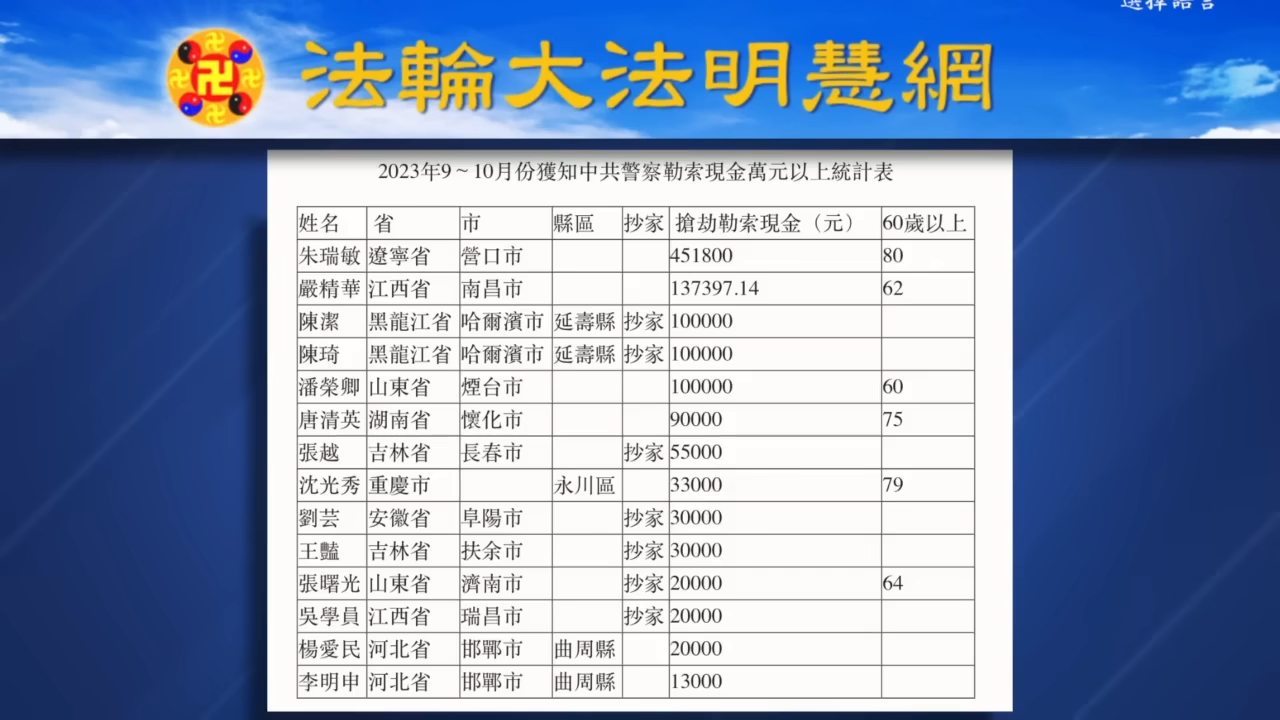 選擇語言
法輪大法明慧網
2023年9～10月份獲知中共警察勒索現金萬元以上統計表
姓名 省 市 縣區 抄家 搶劫勒索現金（元） 60歲以上
朱瑞敏 遼寧省 營口市 451800 80
嚴精華 江西省 南昌市 137397.14 62
陳潔 黑龍江省 哈爾濱市 延壽縣 抄家 100000
陳琦 黑龍江省 哈爾濱市 延壽縣 抄家 100000
潘榮卿 山東省 煙台市 100000 60
唐清英 湖南省 懷化市 90000 75
張越 吉林省 長春市 抄家 55000
沈光秀 重慶市 永川區 33000 79
劉芸 安徽省 阜陽市 抄家 30000
王豔 吉林省 扶余市 抄家 30000
張曙光 山東省 濟南市 抄家 20000 64
吳學員 江西省 瑞昌市 抄家 20000
楊愛民 河北省 邯鄲市 曲周縣 20000
李明申 河北省 邯鄲市 曲周縣 13000